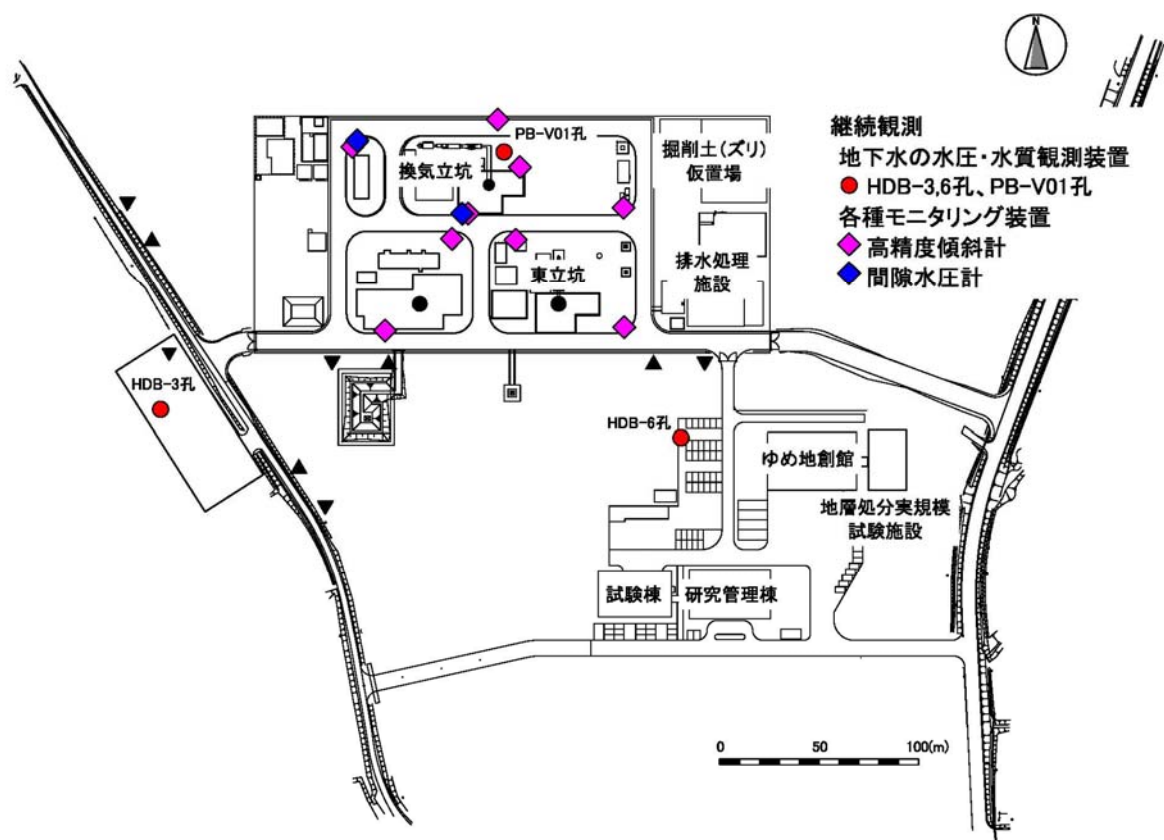 N
継続観測
地下水の水圧・水質観測装置
HDB-3,6孔、PB-V01孔
各種モニタリング装置
高精度傾斜計
間隙水圧計
PB-V01孔
換気立坑
掘削土(ズリ)
仮置場
東立坑
排水処理
施設
HDB-3孔
HDB-6孔
ゆめ地創館
地層処分実規模
試験施設
試験棟
研究管理棟
0 50 100(m)